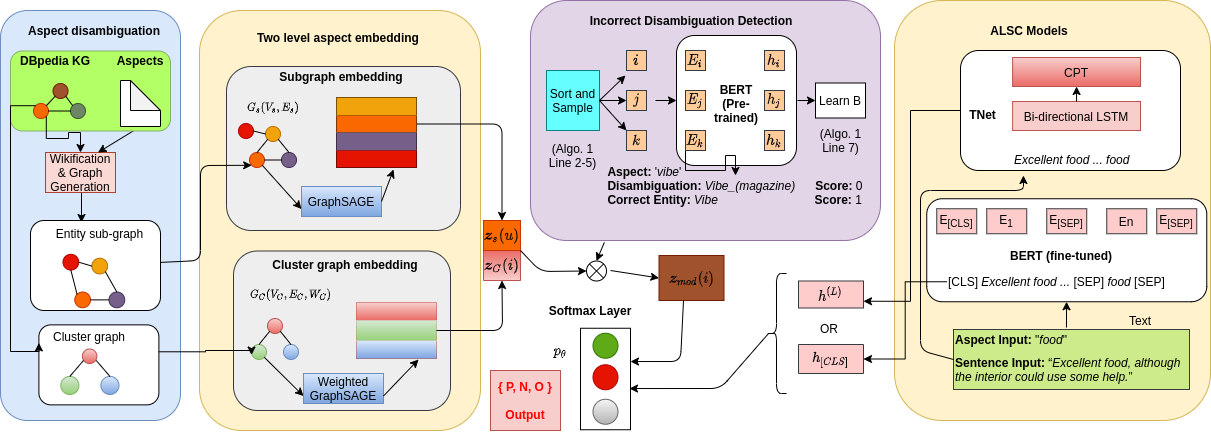 Aspect disambiguation
DBpedia KG
Aspects
Wikification
& Graph
Generation
Entity sub-graph
Cluster graph
Two level aspect embedding
Subgraph embedding
G_s(V_s, E_s)
GraphSAGE
Cluster graph embedding
G_C(V_C, E_C, W_C)
Weighted
GraphSAGE
z_s(u)
z_C(i)
Incorrect Disambiguation Detection
Sort and
Sample
(Algo. 1
Line 2-5)
i
j
k
E_i
E_j
E_k
BERT
(Pre-
trained)
h_i
h_j
h_k
Learn B
(Algo. 1
Line 7)
Aspect: 'vibe'
Disambiguation: Vibe_(magazine)
Score: 0
Correct Entity: Vibe
Score: 1
z_mod(i)
Softmax Layer
p_θ
{ P, N, O }
Output
h^(L)
OR
h_[CLS]
ALSC Models
CPT
TNet
Bi-directional LSTM
Excellent food ... food
E[CLS]
E1
E[SEP]
En
E[SEP]
BERT (fine-tuned)
[CLS] Excellent food ... [SEP] food [SEP]
Text
Aspect Input: "food"
Sentence Input: “Excellent food, although
the interior could use some help.”